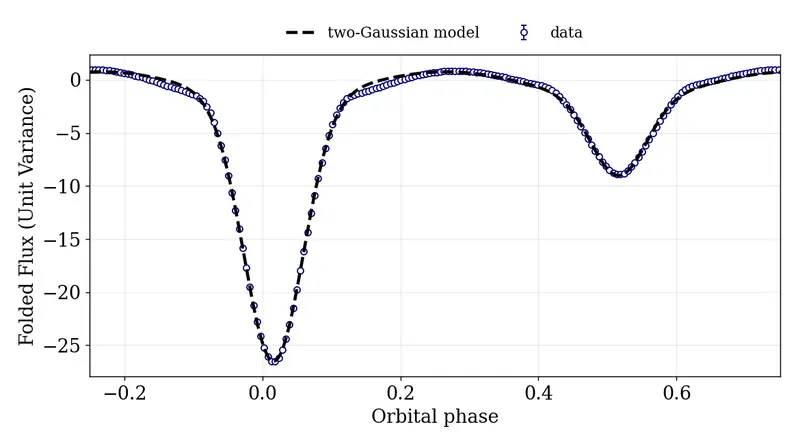 two-Gaussian model
data
Folded Flux (Unit Variance)
0
−5
−10
−15
−20
−25
−0.2
0.0
0.2
0.4
0.6
Orbital phase